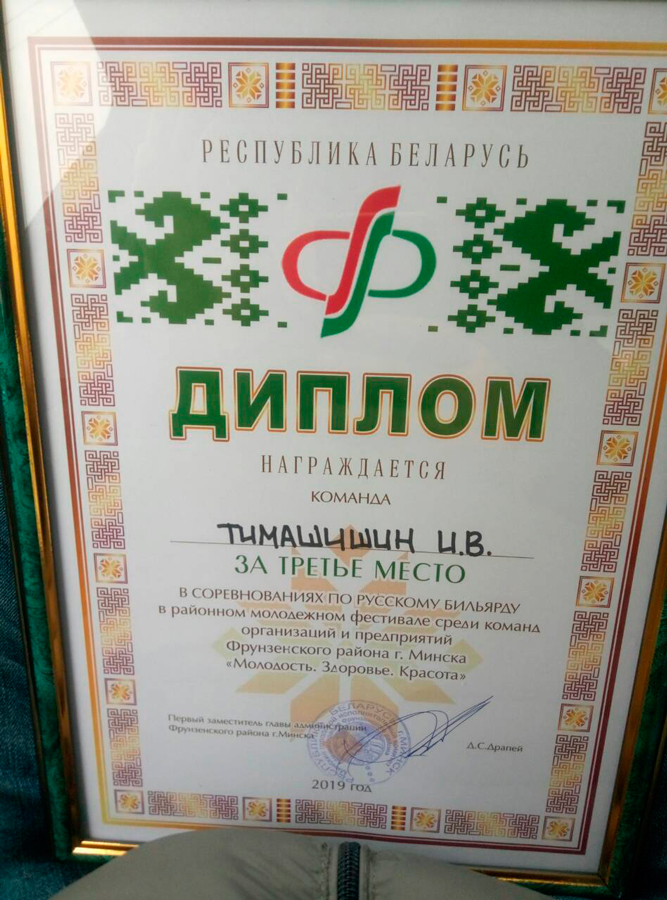 РЕСПУБЛИКА БЕЛАРУСЬ
ДИПЛОМ
НАГРАЖДАЕТСЯ
КОМАНДА
ТИМАШИШИН И.В.
ЗА ТРЕТЬЕ МЕСТО
В СОРЕВНОВАНИЯХ ПО РУССКОМУ БИЛЬЯРДУ
в районном молодежном фестивале среди команд
организаций и предприятий
Фрунзенского района г. Минска
«Молодость. Здоровье. Красота»
Первый заместитель главы администрации
Фрунзенского района г.Минска
Д.С.Драпей
2019 год